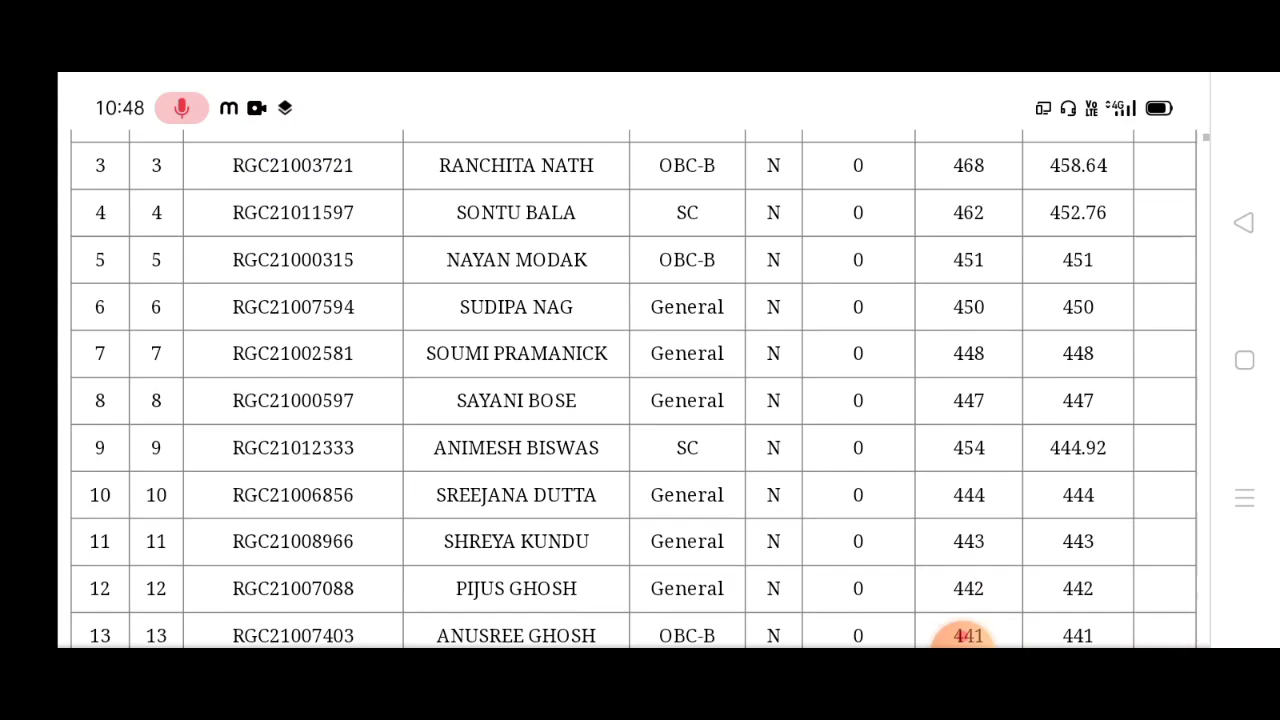 10:48 VoLTE 4G
3 3 RGC21003721 RANCHITA NATH OBC-B N 0 468 458.64
4 4 RGC21011597 SONTU BALA SC N 0 462 452.76
5 5 RGC21000315 NAYAN MODAK OBC-B N 0 451 451
6 6 RGC21007594 SUDIPA NAG General N 0 450 450
7 7 RGC21002581 SOUMI PRAMANICK General N 0 448 448
8 8 RGC21000597 SAYANI BOSE General N 0 447 447
9 9 RGC21012333 ANIMESH BISWAS SC N 0 454 444.92
10 10 RGC21006856 SREEJANA DUTTA General N 0 444 444
11 11 RGC21008966 SHREYA KUNDU General N 0 443 443
12 12 RGC21007088 PIJUS GHOSH General N 0 442 442
13 13 RGC21007403 ANUSREE GHOSH OBC-B N 0 441 441